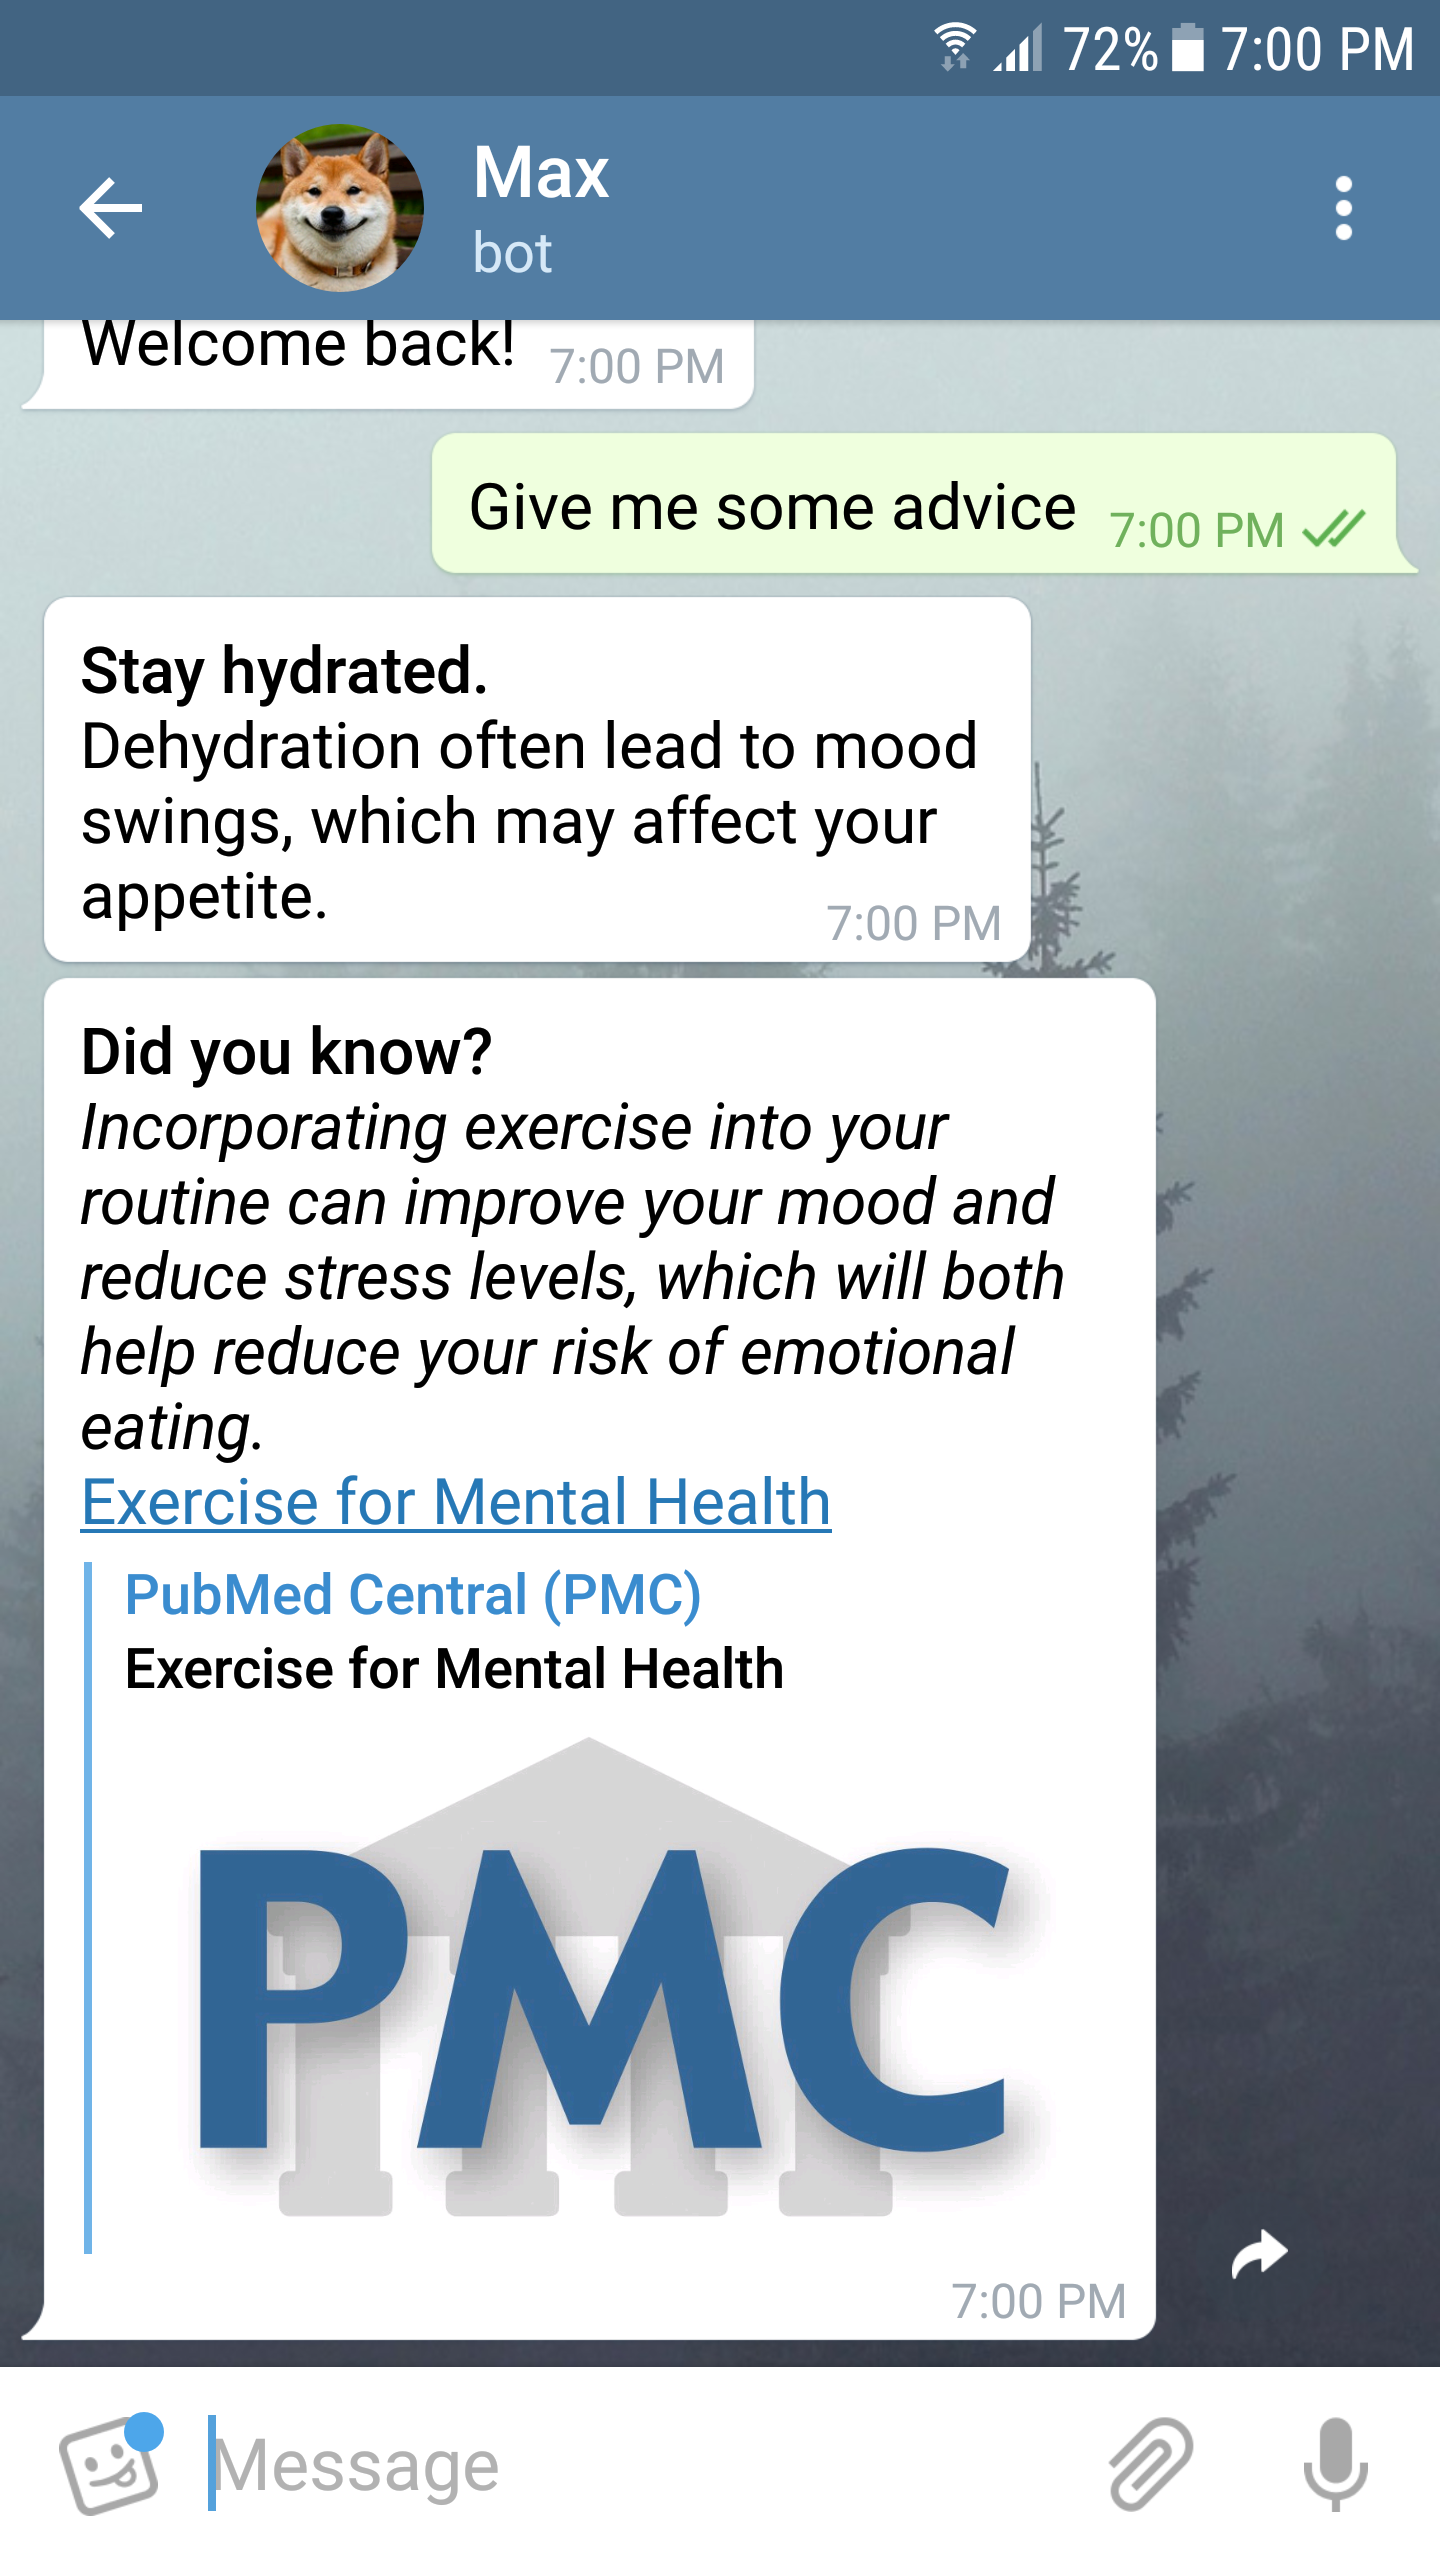 72% 7:00 PM
Max
bot
Welcome back! 7:00 PM
Give me some advice 7:00 PM
Stay hydrated.
Dehydration often lead to mood
swings, which may affect your
appetite.
7:00 PM
Did you know?
Incorporating exercise into your
routine can improve your mood and
reduce stress levels, which will both
help reduce your risk of emotional
eating.
Exercise for Mental Health
PubMed Central (PMC)
Exercise for Mental Health
PMC
7:00 PM
Message